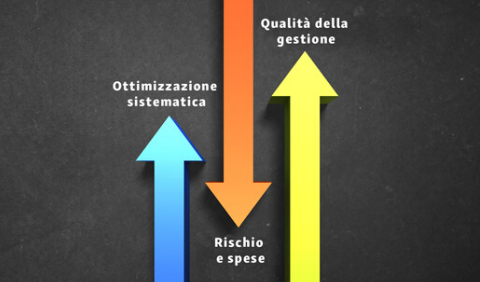 Qualità della
gestione
Ottimizzazione
sistematica
Rischio
e spese